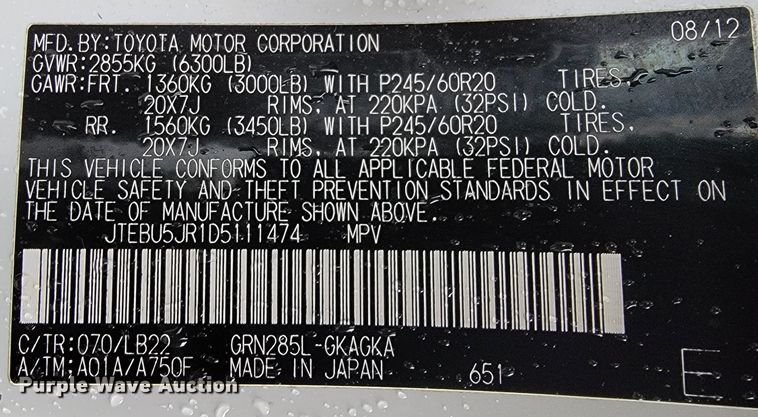 MFD.BY:TOYOTA MOTOR CORPORATION 08/12
GVWR:2855KG (6300LB)
GAWR:FRT. 1360KG (3000LB) WITH P245/60R20 TIRES,
20X7J RIMS, AT 220KPA (32PSI) COLD.
RR. 1560KG (3450LB) WITH P245/60R20 TIRES,
20X7J RIMS, AT 220KPA (32PSI) COLD.
THIS VEHICLE CONFORMS TO ALL APPLICABLE FEDERAL MOTOR
VEHICLE SAFETY AND THEFT PREVENTION STANDARDS IN EFFECT ON
THE DATE OF MANUFACTURE SHOWN ABOVE.
JTEBU5JR1D5111474 MPV
C/TR:070/LB22 GRN285L-GKAGKA
A/TM:A01A/A750F MADE IN JAPAN 651 E
Purple Wave Auction